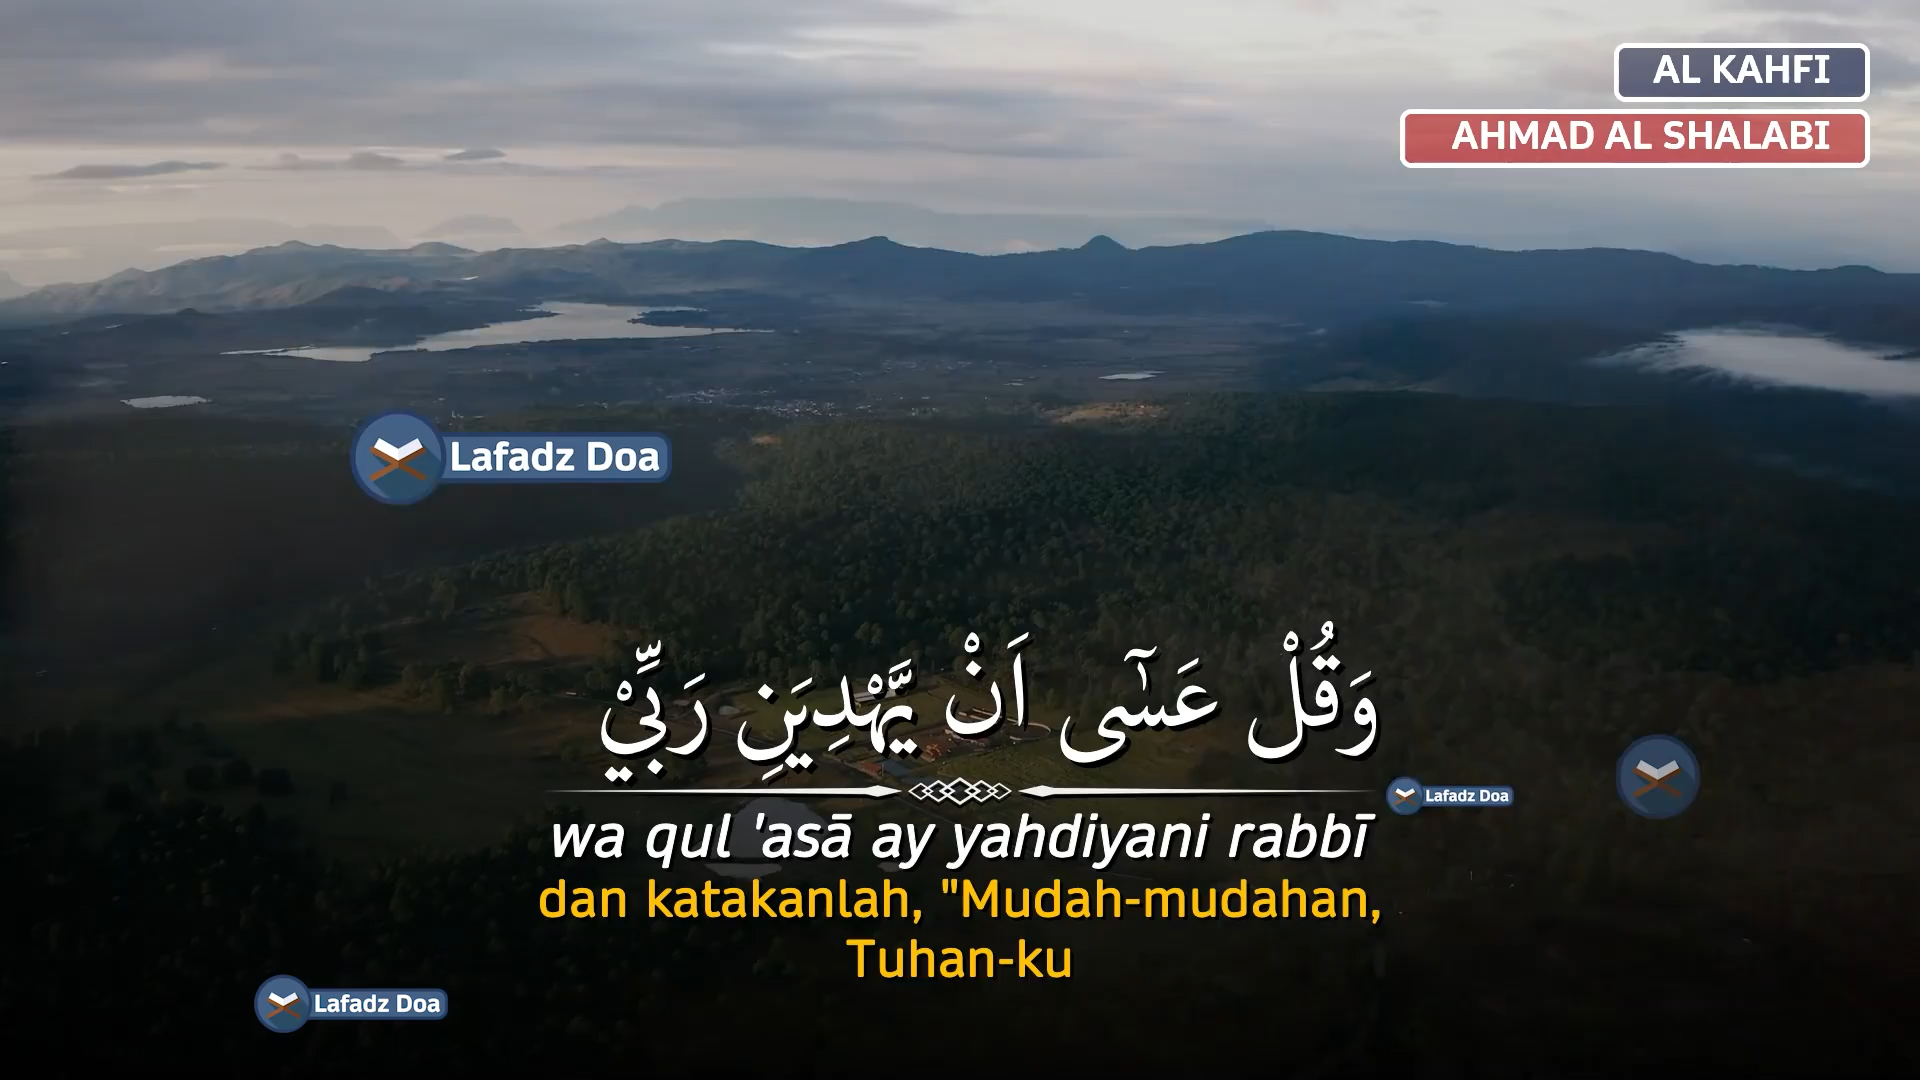 AL KAHFI
AHMAD AL SHALABI
Lafadz Doa
وَقُلْ عَسٰٓى اَنْ يَّهْدِيَنِ رَبِّيْ
Lafadz Doa
wa qul 'asā ay yahdiyani rabbī
dan katakanlah, "Mudah-mudahan,
Tuhan-ku
Lafadz Doa